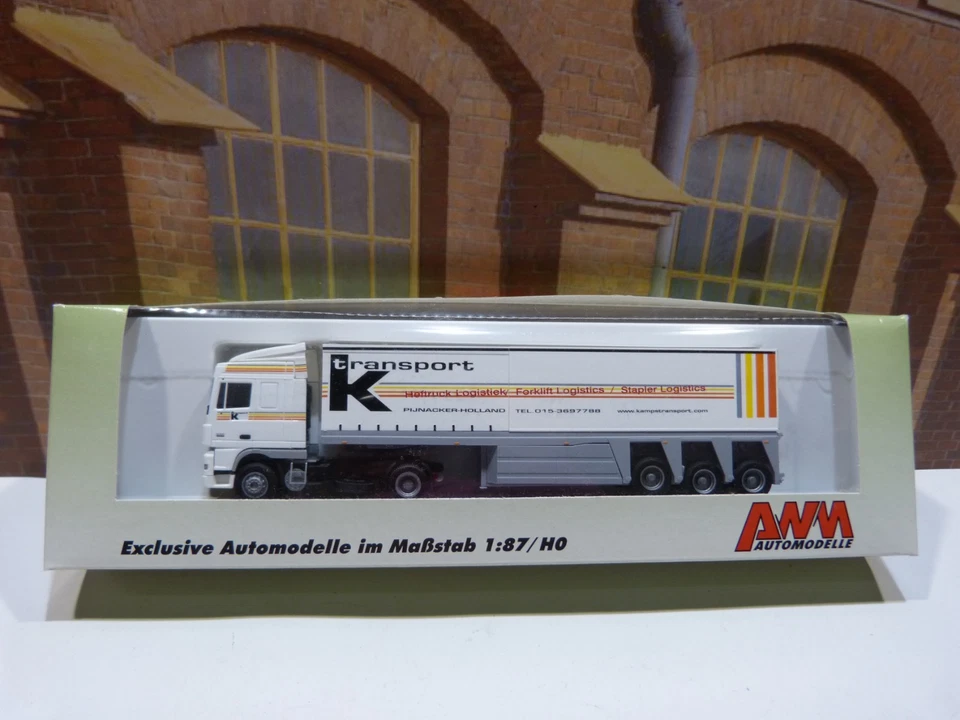 transport
k
Heftruck Logistiek / Forklift Logistics / Stapler Logistics
PIJNACKER-HOLLAND TEL.015-3697788 www.kampstransport.com
k
Exclusive Automodelle im Maßstab 1:87/H0
AWM
AUTOMODELLE